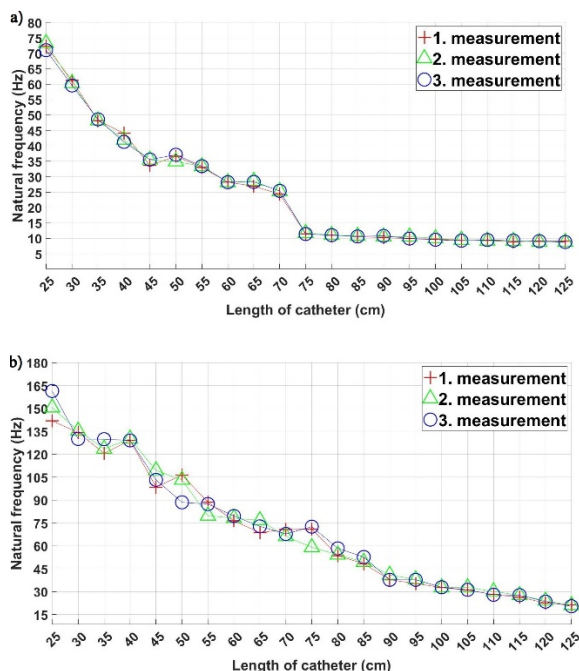 a)
80
75
70
65
60
55
50
45
40
35
30
25
20
15
10
5
Natural frequency (Hz)
1. measurement
2. measurement
3. measurement
25 30 35 40 45 50 55 60 65 70 75 80 85 90 95 100 105 110 115 120 125
Length of catheter (cm)
b)
180
165
150
135
120
105
90
75
60
45
30
15
Natural frequency (Hz)
1. measurement
2. measurement
3. measurement
25 30 35 40 45 50 55 60 65 70 75 80 85 90 95 100 105 110 115 120 125
Length of catheter (cm)